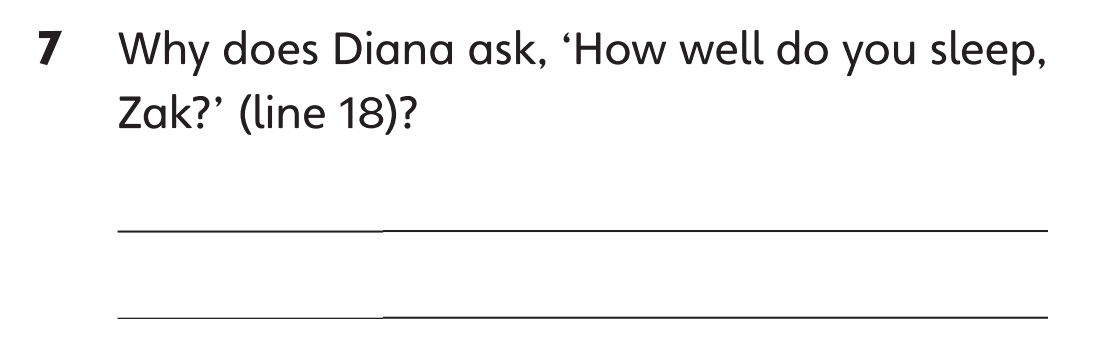 7 Why does Diana ask, ‘How well do you sleep,
Zak?’ (line 18)?